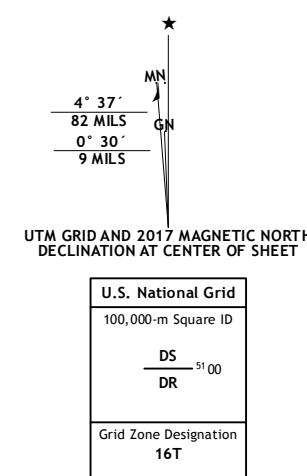 ★
MN
4° 37´
82 MILS
GN
0° 30´
9 MILS
UTM GRID AND 2017 MAGNETIC NORTH
DECLINATION AT CENTER OF SHEET
U.S. National Grid
100,000-m Square ID
DS
51 00
DR
Grid Zone Designation
16T